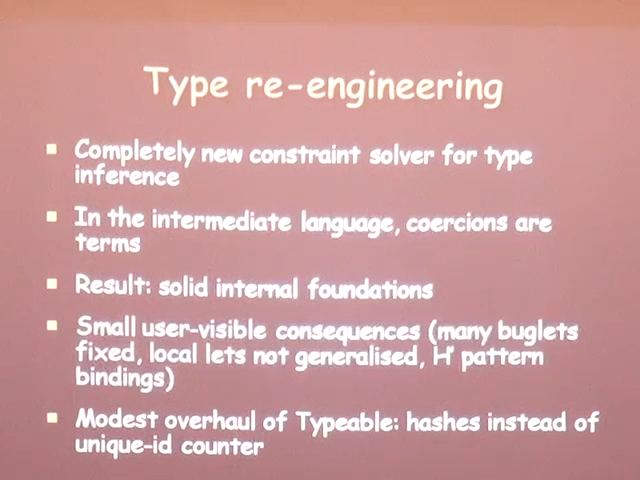 Type re-engineering
Completely new constraint solver for type
inference
In the intermediate language, coercions are
terms
Result: solid internal foundations
Small user-visible consequences (many buglets
fixed, local lets not generalised, pattern
bindings)
Modest overhaul of Typeable: hashes instead of
unique-id counter